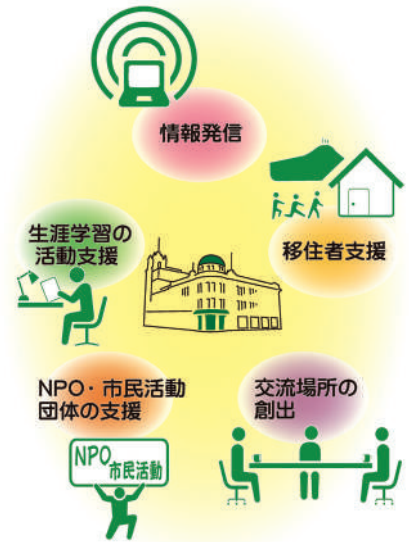 情報発信
移住者支援
生涯学習の
活動支援
NPO・市民活動
団体の支援
交流場所の
創出
NPO
市民活動